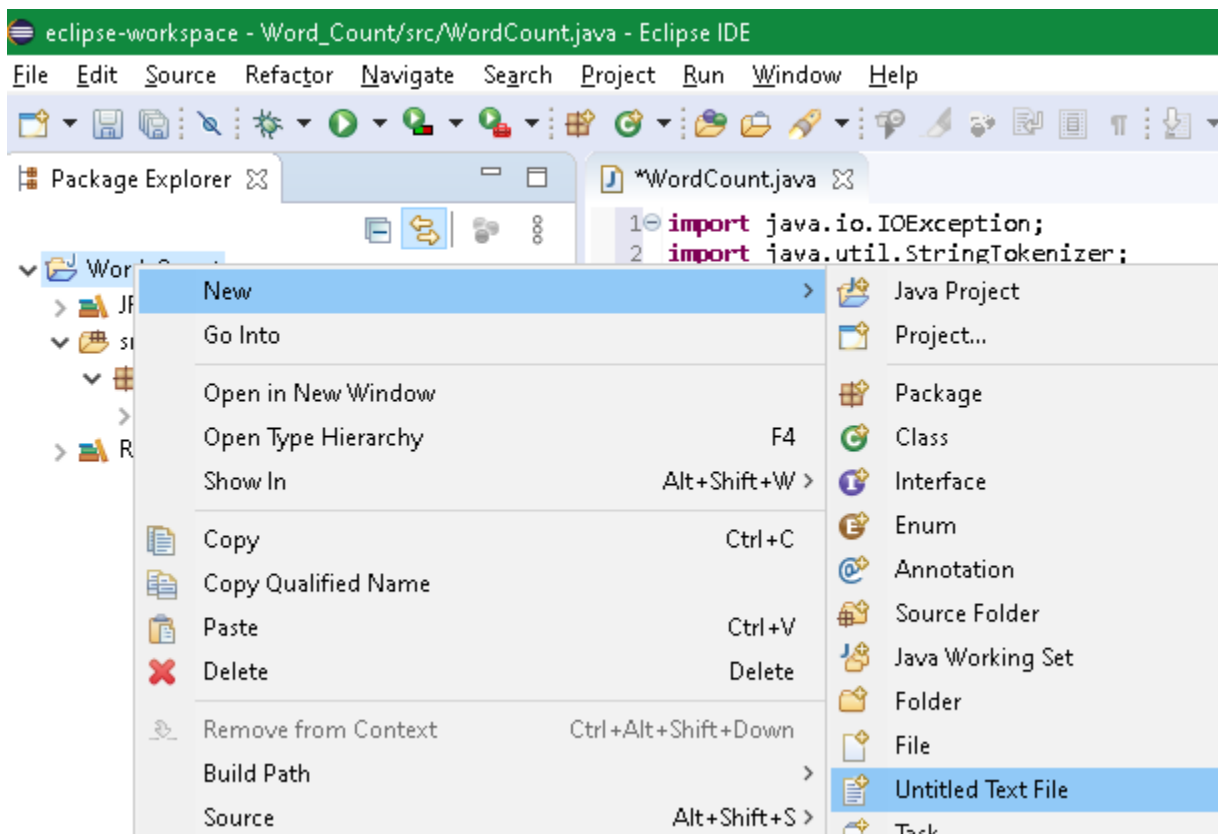 eclipse-workspace - Word_Count/src/WordCount.java - Eclipse IDE
File Edit Source Refactor Navigate Search Project Run Window Help
Package Explorer
*WordCount.java
1 import java.io.IOException;
2 import java.util.StringTokenizer;
New
Go Into
Open in New Window
Open Type Hierarchy F4
Show In Alt+Shift+W >
Copy Ctrl+C
Copy Qualified Name
Paste Ctrl+V
Delete Delete
Remove from Context Ctrl+Alt+Shift+Down
Build Path >
Source Alt+Shift+S >
Java Project
Project...
Package
Class
Interface
Enum
Annotation
Source Folder
Java Working Set
Folder
File
Untitled Text File